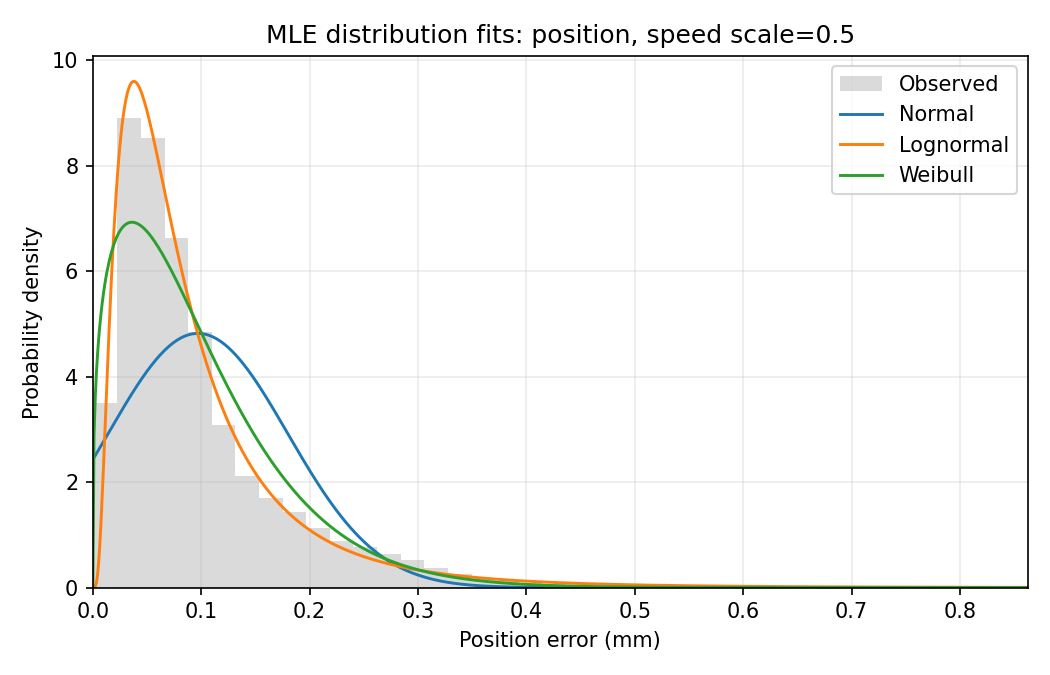 MLE distribution fits: position, speed scale=0.5
Probability density
10
8
6
4
2
0
Observed
Normal
Lognormal
Weibull
0.0 0.1 0.2 0.3 0.4 0.5 0.6 0.7 0.8
Position error (mm)